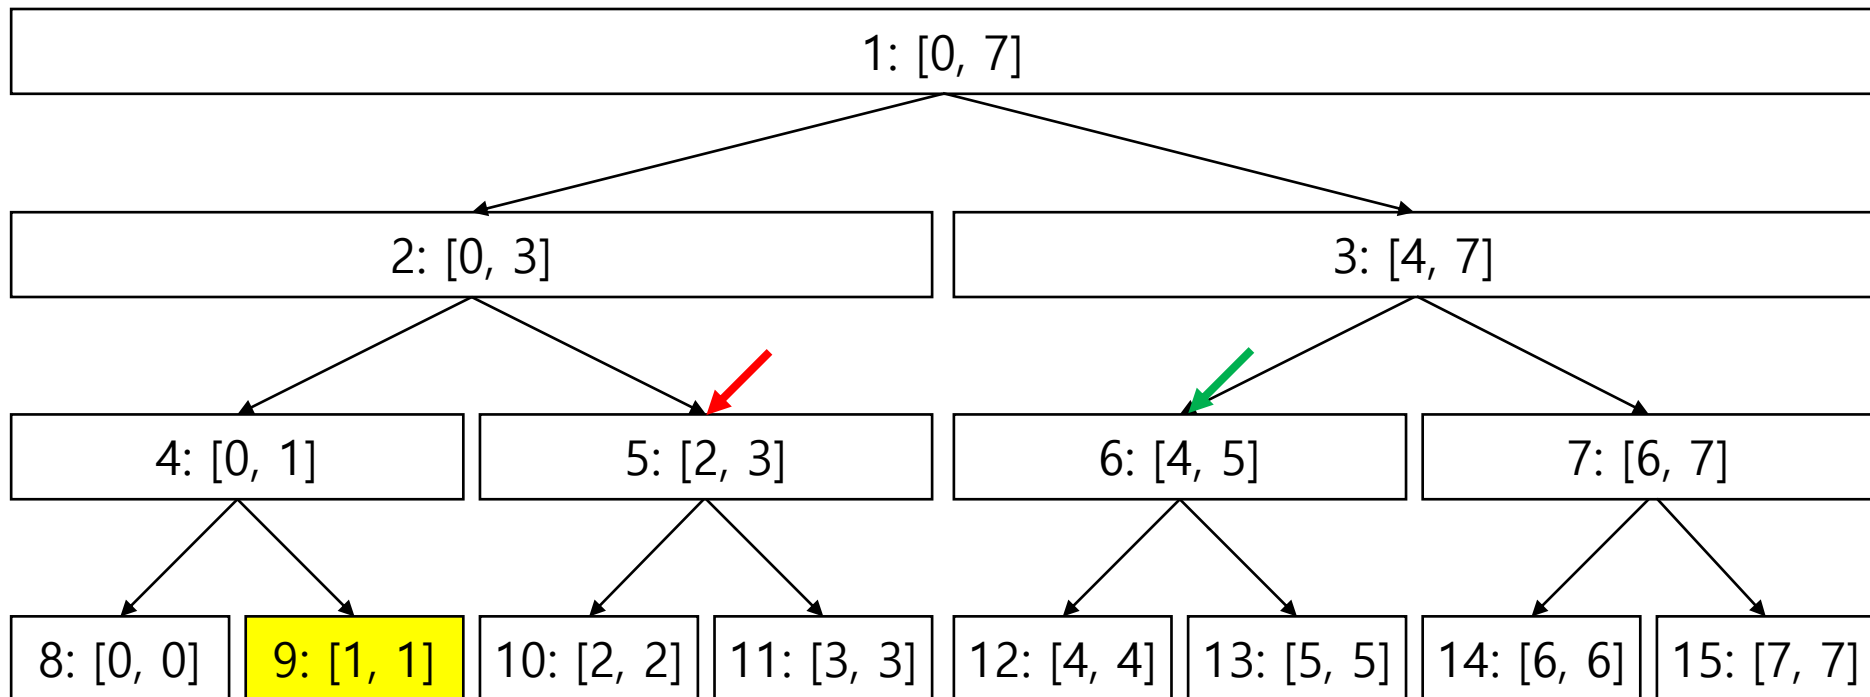 1: [0, 7]
2: [0, 3]
3: [4, 7]
4: [0, 1]
5: [2, 3]
6: [4, 5]
7: [6, 7]
8: [0, 0]
9: [1, 1]
10: [2, 2]
11: [3, 3]
12: [4, 4]
13: [5, 5]
14: [6, 6]
15: [7, 7]